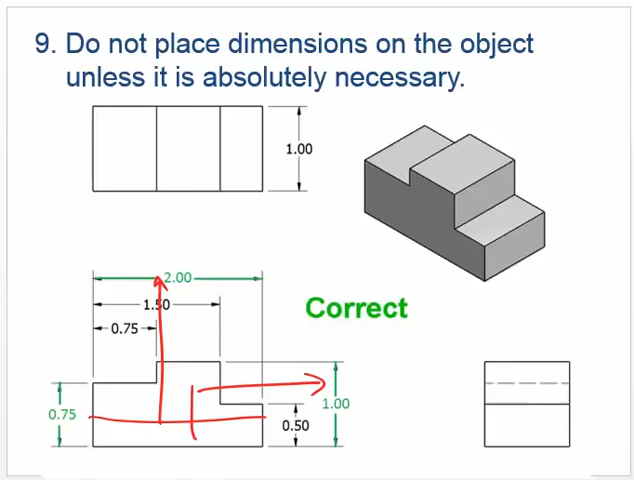 9. Do not place dimensions on the object
unless it is absolutely necessary.
1.00
2.00
1.50
0.75
Correct
0.75
1.00
0.50